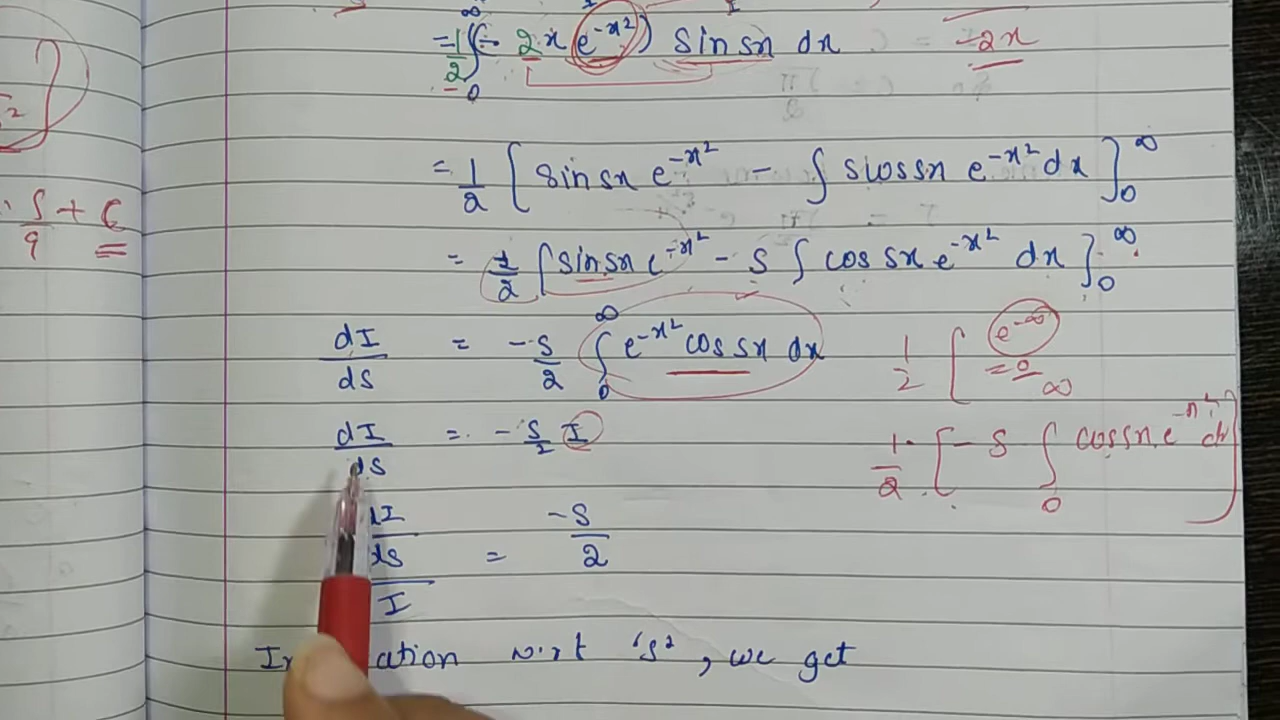 = 1/2 ∫₀^∞ (- 2x e^{-x²}) sin sx dx
-2x
= 1/2 [ sin sx e^{-x²} - ∫ s cos sx e^{-x²} dx ]₀^∞
s/9 + C
= 1/2 [ sin sx e^{-x²} - s ∫ cos sx e^{-x²} dx ]₀^∞
dI/ds = -s/2 ∫₀^∞ e^{-x²} cos sx dx
1/2 [ e^{-∞} = 0
dI/ds = - s/2 I
1/2 [ - s ∫₀^∞ cos sx . e^{-x²} dx ]
dI/ds / I = -s/2
w.r.t 's', we get